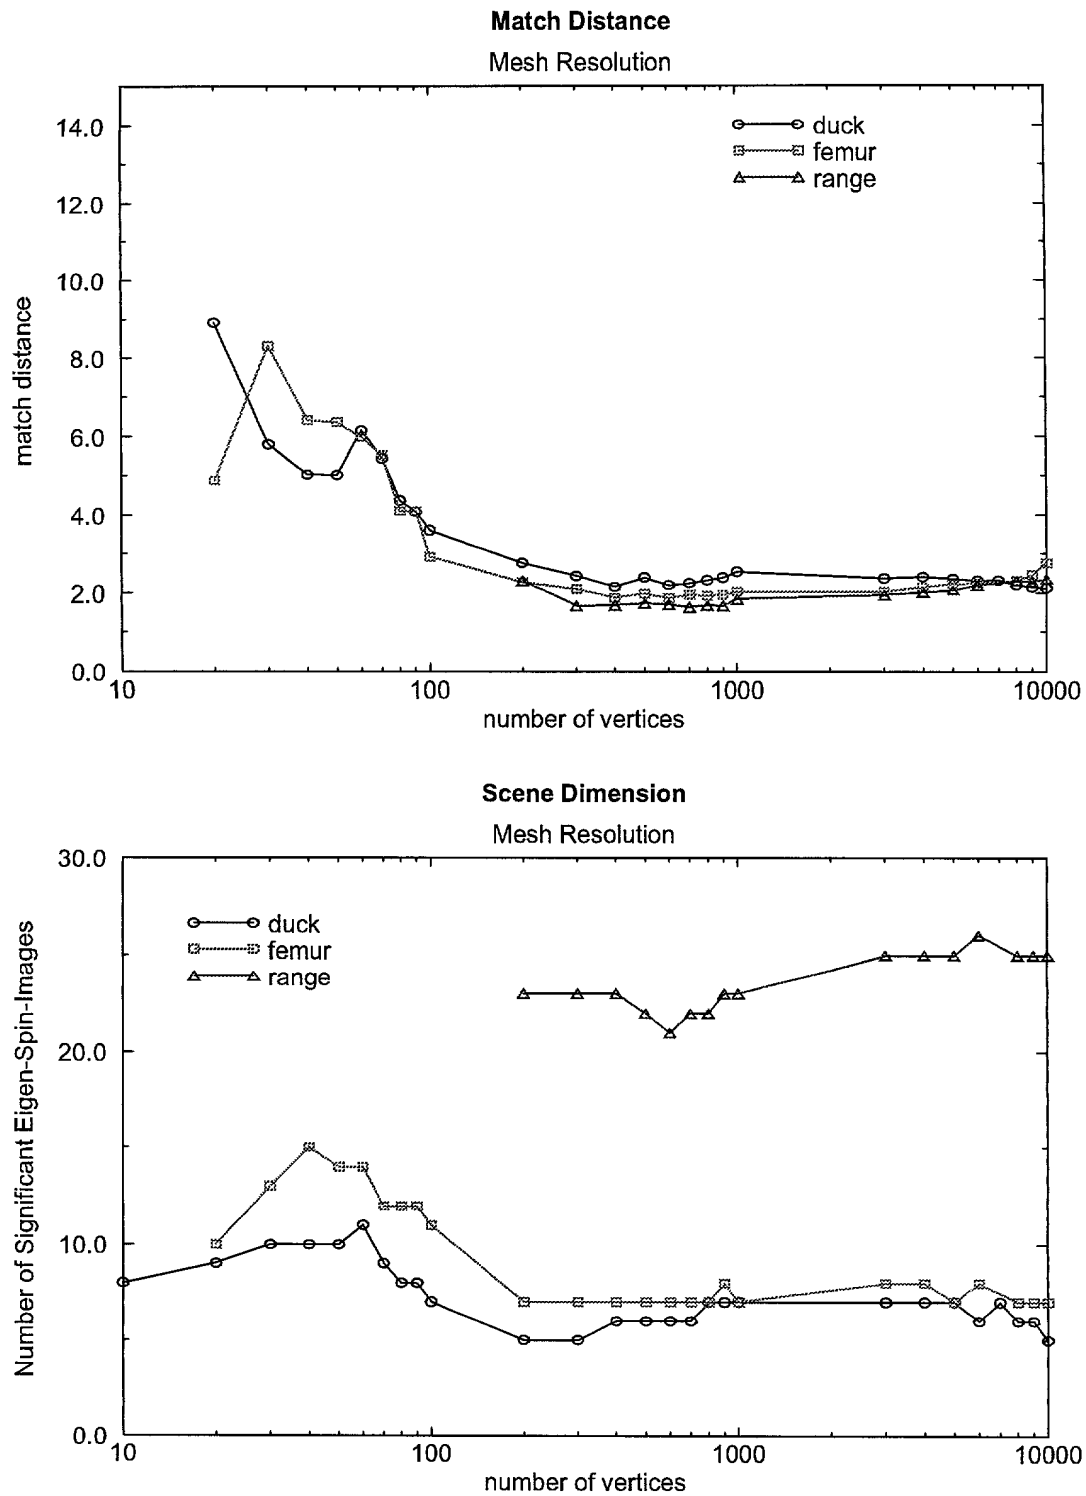 Match Distance
Mesh Resolution
14.0
12.0
10.0
8.0
6.0
4.0
2.0
0.0
match distance
duck
femur
range
10
100
1000
10000
number of vertices
Scene Dimension
Mesh Resolution
30.0
20.0
10.0
0.0
Number of Significant Eigen-Spin-Images
duck
femur
range
10
100
1000
10000
number of vertices